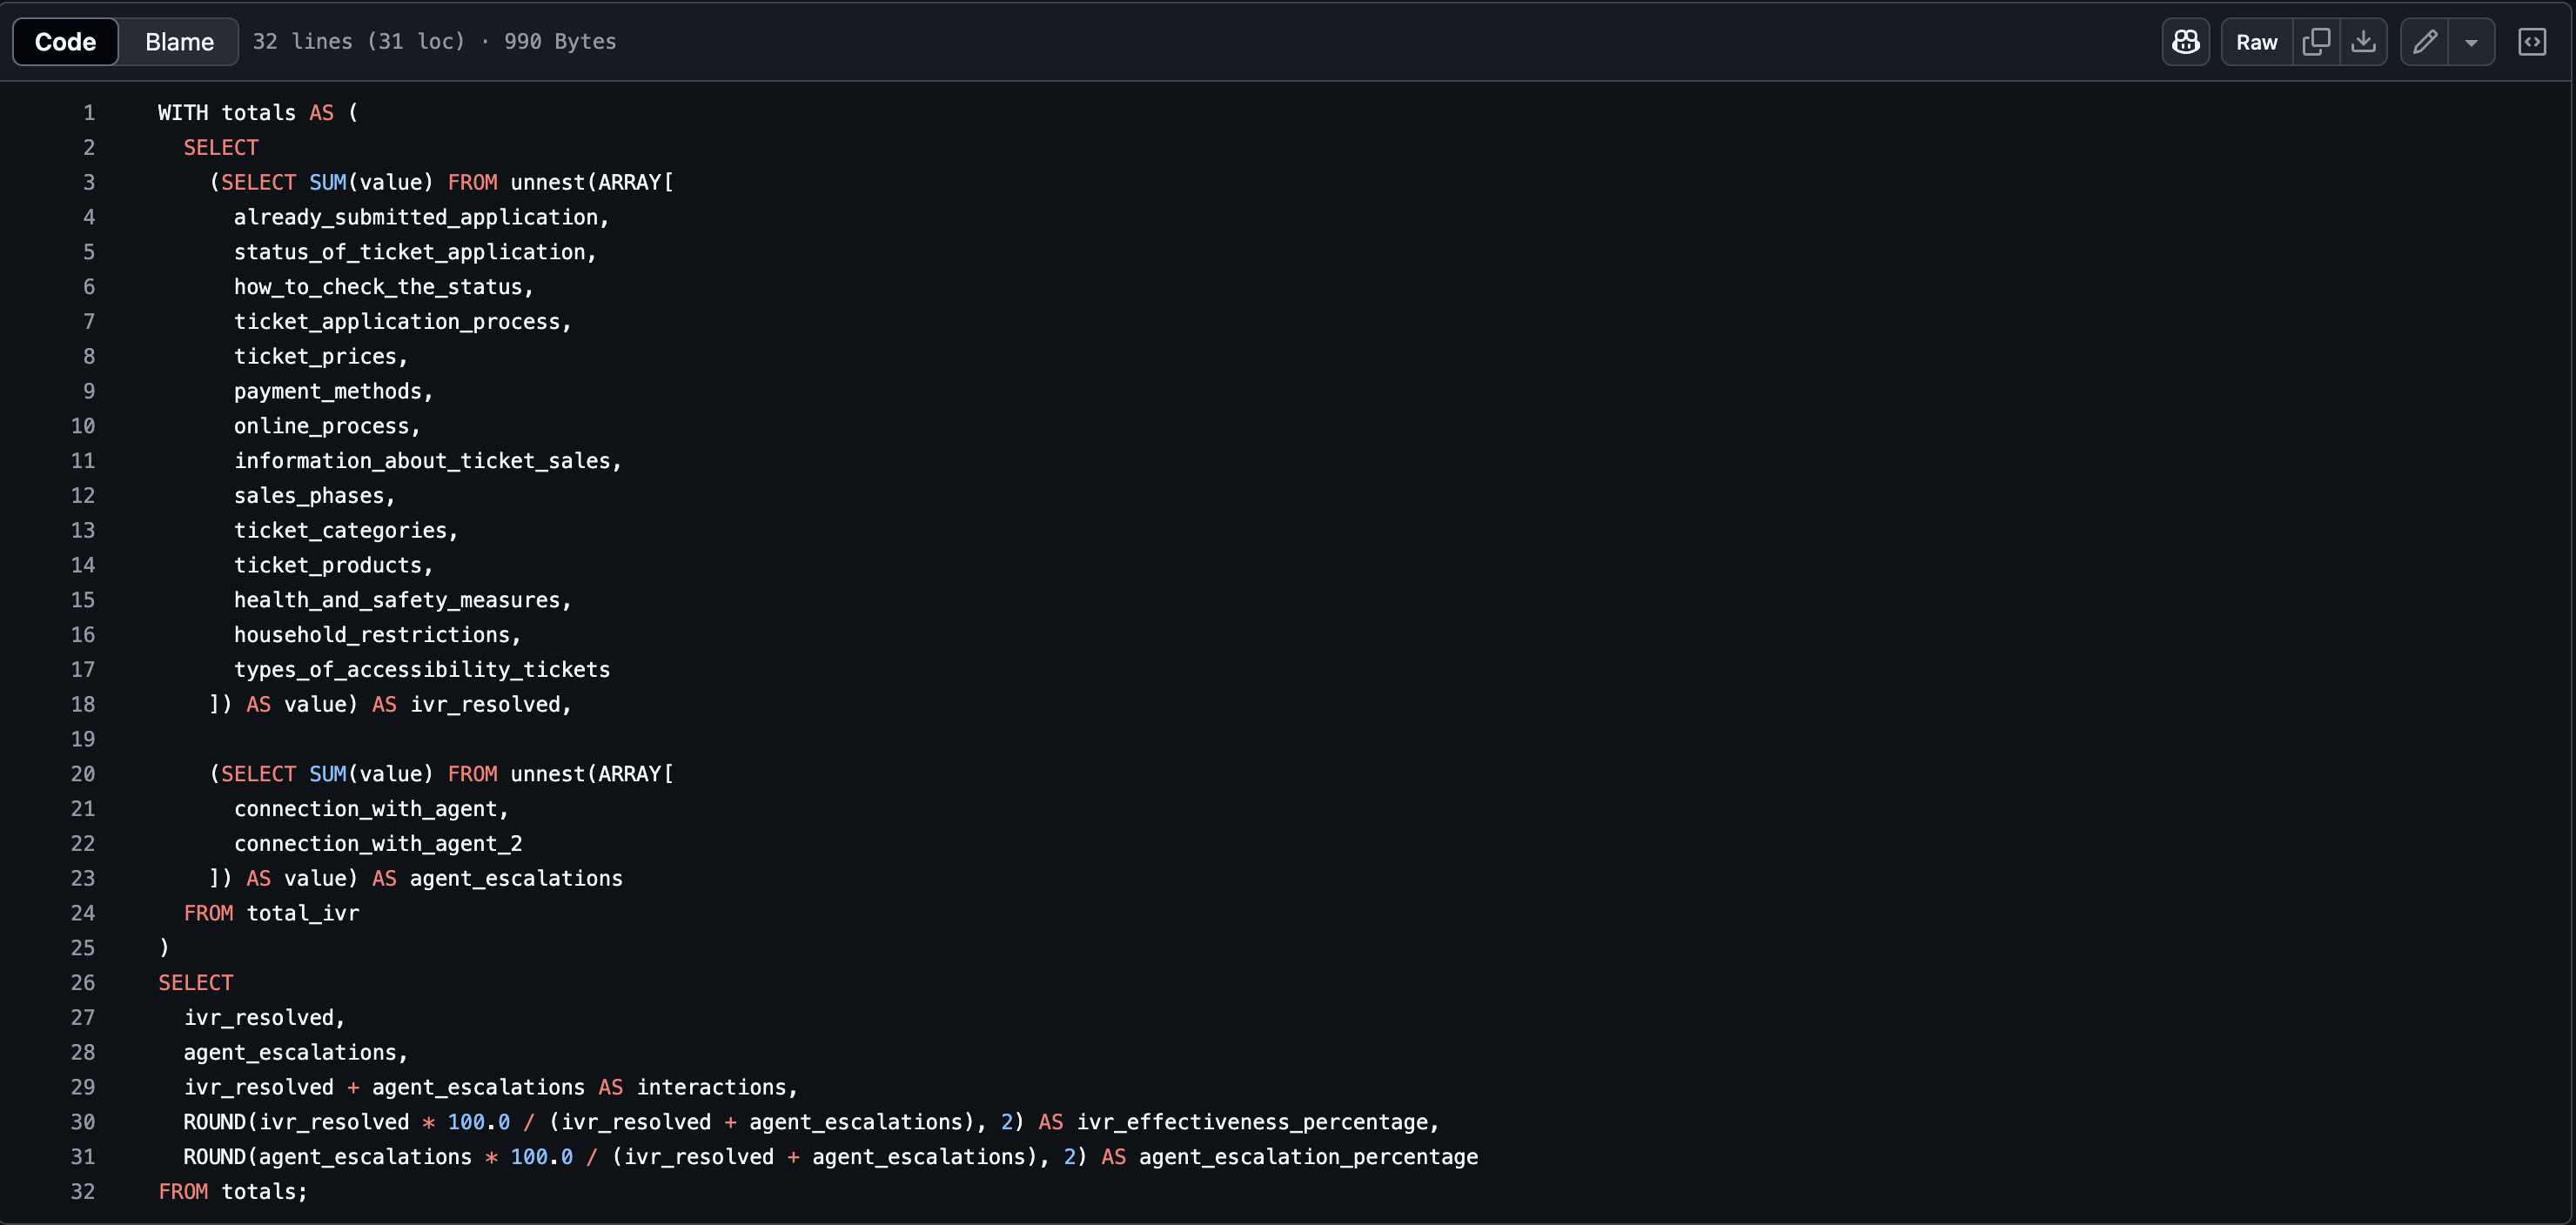 Code Blame 32 lines (31 loc) · 990 Bytes Raw
1 WITH totals AS (
2 SELECT
3 (SELECT SUM(value) FROM unnest(ARRAY[
4 already_submitted_application,
5 status_of_ticket_application,
6 how_to_check_the_status,
7 ticket_application_process,
8 ticket_prices,
9 payment_methods,
10 online_process,
11 information_about_ticket_sales,
12 sales_phases,
13 ticket_categories,
14 ticket_products,
15 health_and_safety_measures,
16 household_restrictions,
17 types_of_accessibility_tickets
18 ]) AS value) AS ivr_resolved,
19
20 (SELECT SUM(value) FROM unnest(ARRAY[
21 connection_with_agent,
22 connection_with_agent_2
23 ]) AS value) AS agent_escalations
24 FROM total_ivr
25 )
26 SELECT
27 ivr_resolved,
28 agent_escalations,
29 ivr_resolved + agent_escalations AS interactions,
30 ROUND(ivr_resolved * 100.0 / (ivr_resolved + agent_escalations), 2) AS ivr_effectiveness_percentage,
31 ROUND(agent_escalations * 100.0 / (ivr_resolved + agent_escalations), 2) AS agent_escalation_percentage
32 FROM totals;